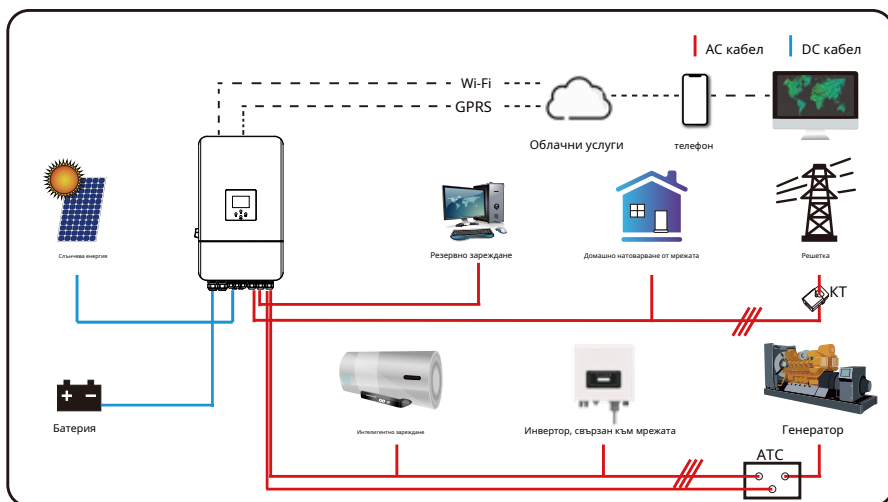 AC кабел
DC кабел
Wi-Fi
GPRS
Облачни услуги
телефон
Слънчева енергия
Резервно зареждане
Домашно натоварване от мрежата
Решетка
КТ
Батерия
Интелигентно зареждане
Инвертор, свързан към мрежата
Генератор
АТС